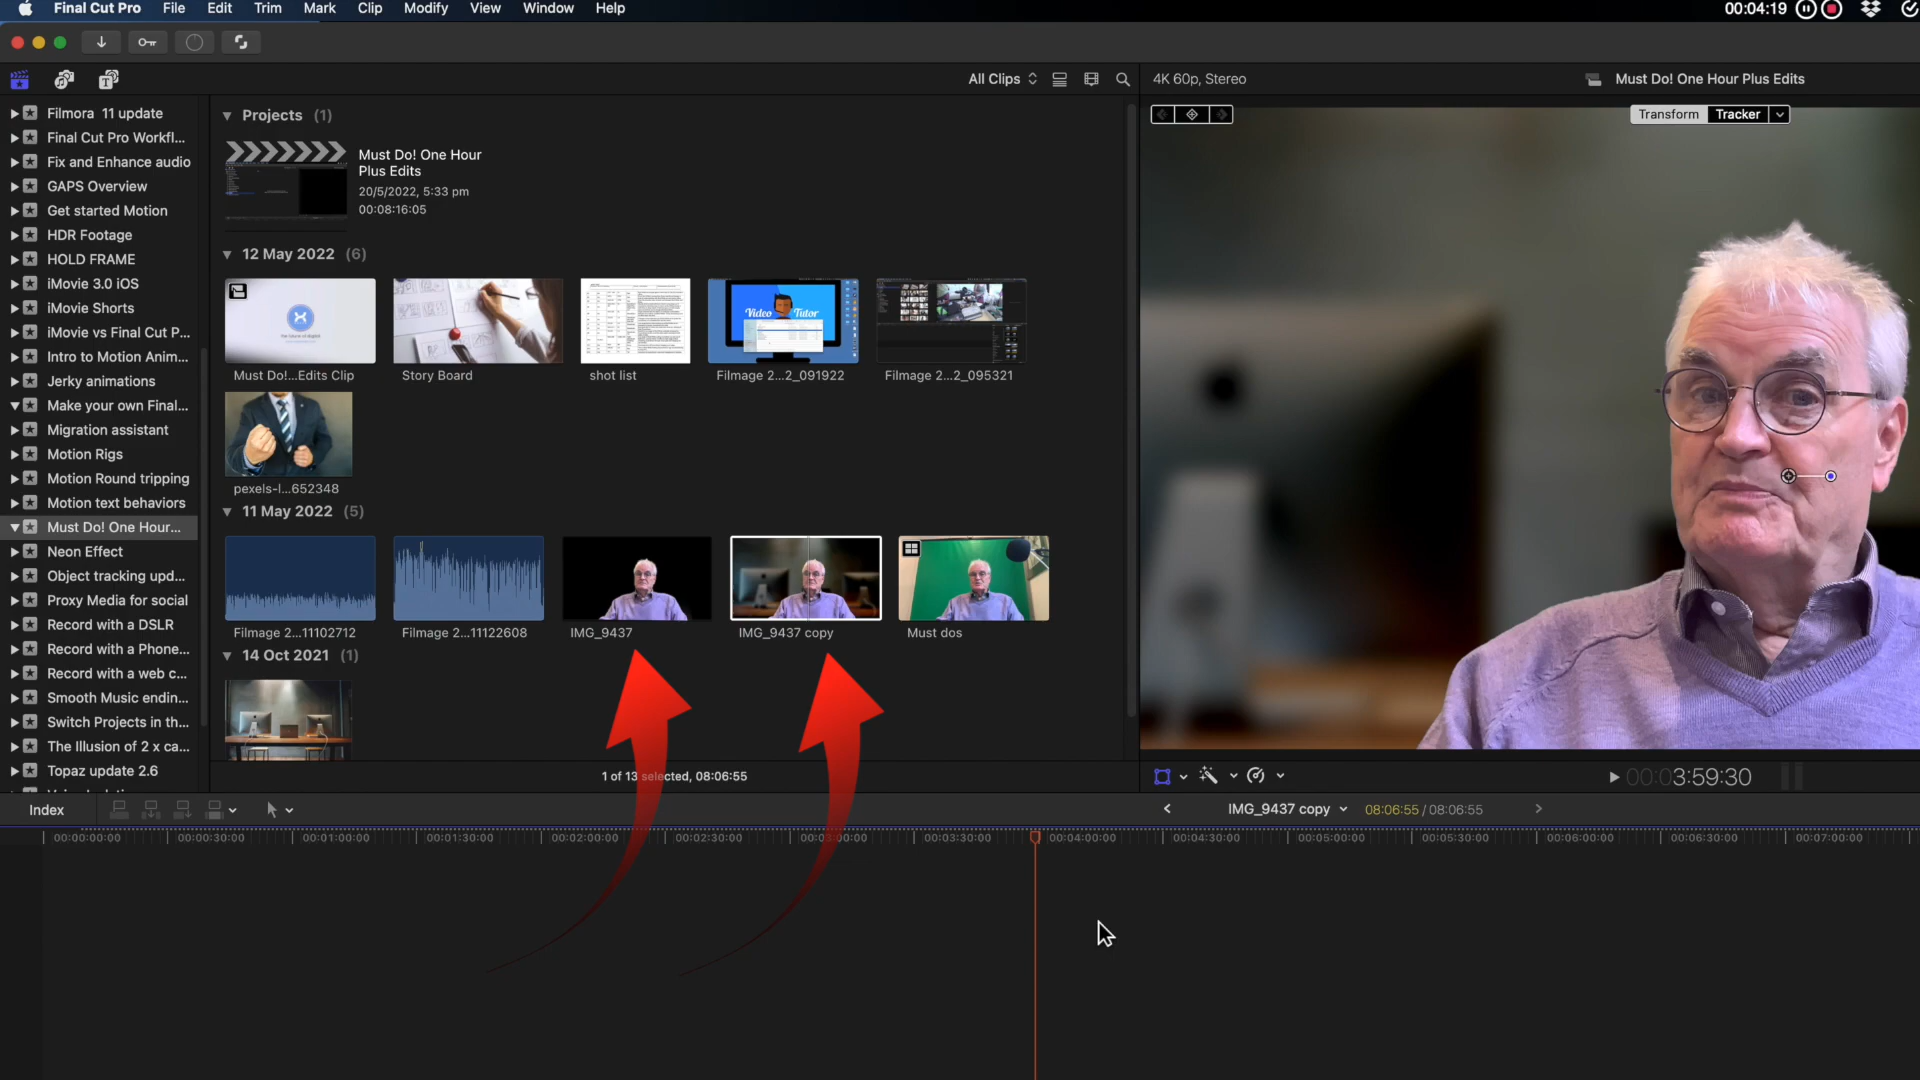 Final Cut Pro File Edit Trim Mark Clip Modify View Window Help 00:04:19
All Clips 4K 60p, Stereo Must Do! One Hour Plus Edits
Transform Tracker
Filmora 11 update
Final Cut Pro Workfl...
Fix and Enhance audio
GAPS Overview
Get started Motion
HDR Footage
HOLD FRAME
iMovie 3.0 iOS
iMovie Shorts
iMovie vs Final Cut P...
Intro to Motion Anim...
Jerky animations
Make your own Final...
Migration assistant
Motion Rigs
Motion Round tripping
Motion text behaviors
Must Do! One Hour...
Neon Effect
Object tracking upd...
Proxy Media for social
Record with a DSLR
Record with a Phone...
Record with a web c...
Smooth Music endin...
Switch Projects in th...
The Illusion of 2 x ca...
Topaz update 2.6
Projects (1)
Must Do! One Hour
Plus Edits
20/5/2022, 5:33 pm
00:08:16:05
12 May 2022 (6)
Video Tutor
Must Do!...Edits Clip
Story Board
shot list
Filmage 2...2_091922
Filmage 2...2_095321
pexels-l...652348
11 May 2022 (5)
Filmage 2...11102712
Filmage 2...11122608
IMG_9437
IMG_9437 copy
Must dos
14 Oct 2021 (1)
1 of 13 selected, 08:06:55
00:03:59:30
Index
IMG_9437 copy 08:06:55 / 08:06:55
00:00:00:00 00:00:30:00 00:01:00:00 00:01:30:00 00:02:00:00 00:02:30:00 00:03:00:00 00:03:30:00 00:04:00:00 00:04:30:00 00:05:00:00 00:05:30:00 00:06:00:00 00:06:30:00 00:07:00:00